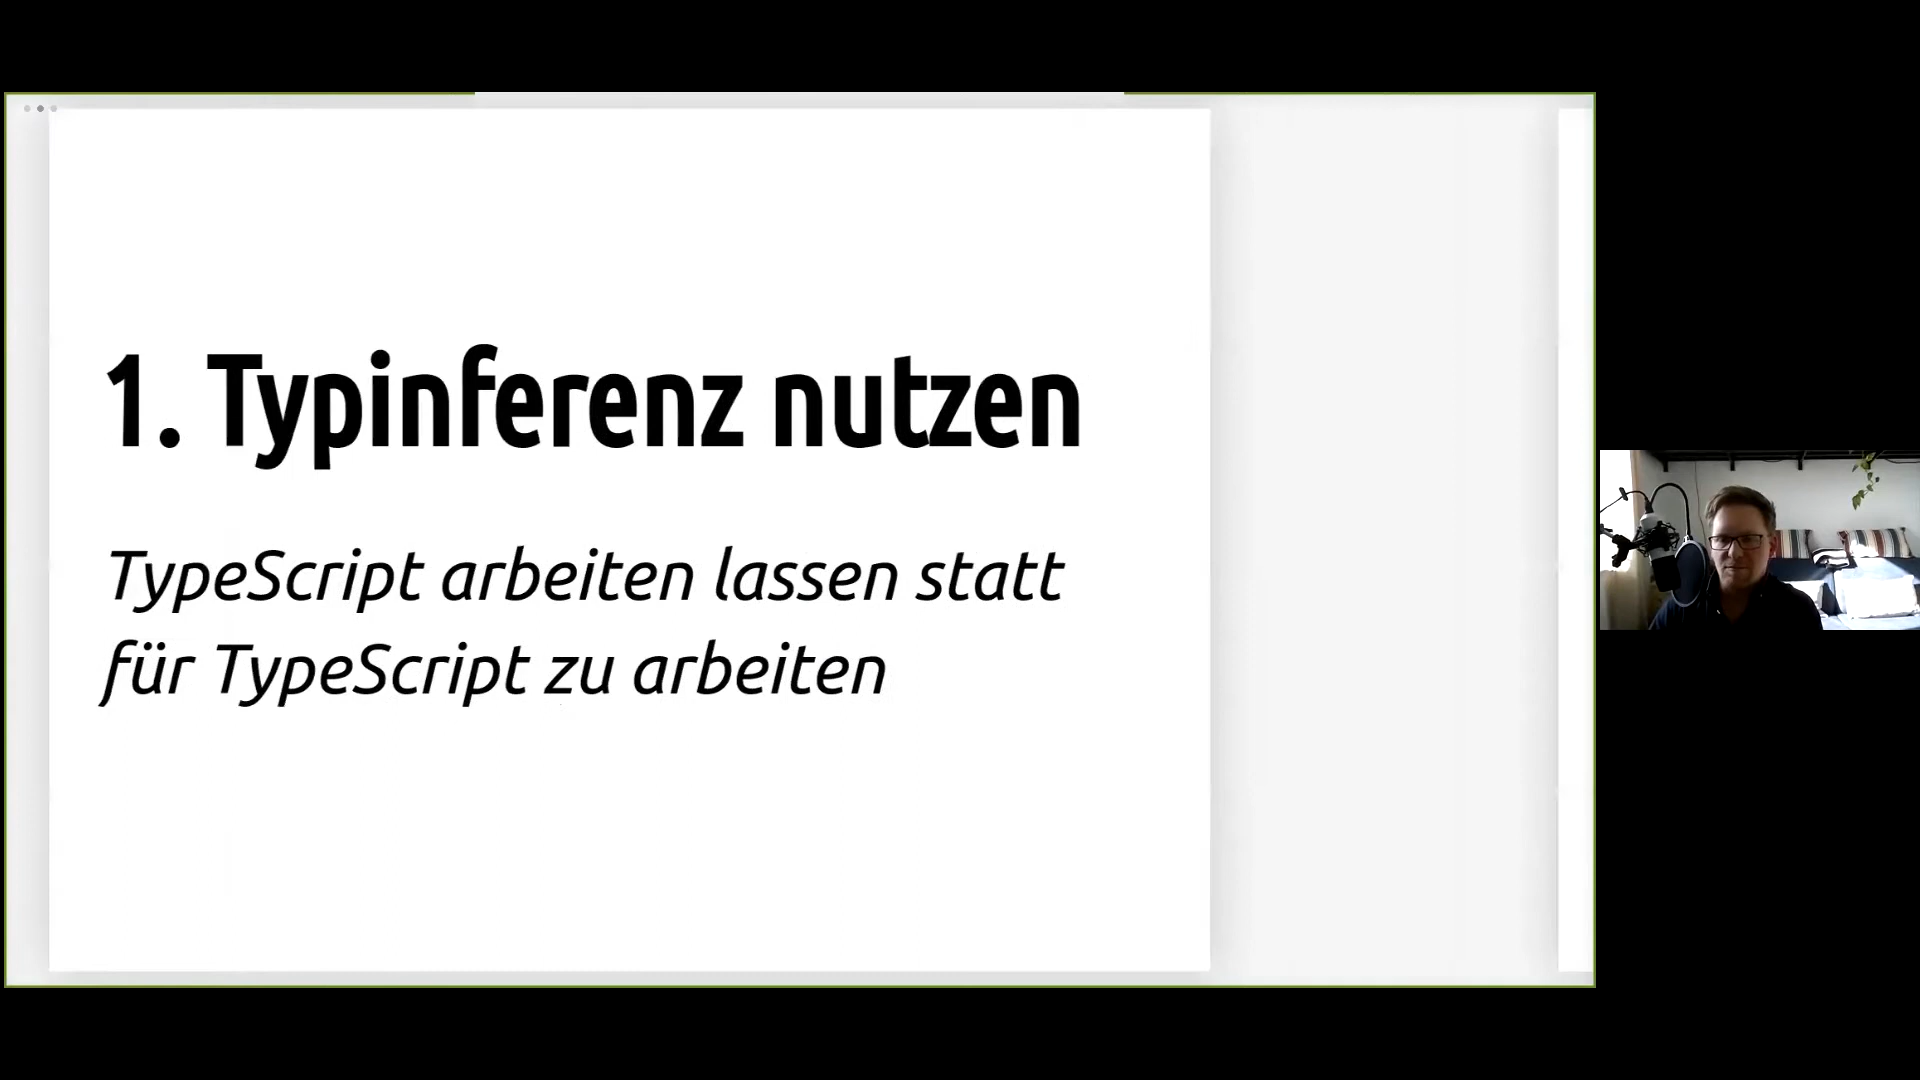 1. Typinferenz nutzen
TypeScript arbeiten lassen statt
für TypeScript zu arbeiten